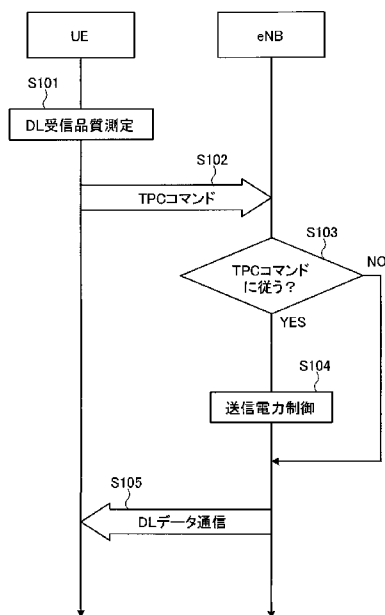 UE
eNB
S101
DL受信品質測定
S102
TPCコマンド
S103
TPCコマンド
に従う?
NO
YES
S104
送信電力制御
S105
DLデータ通信